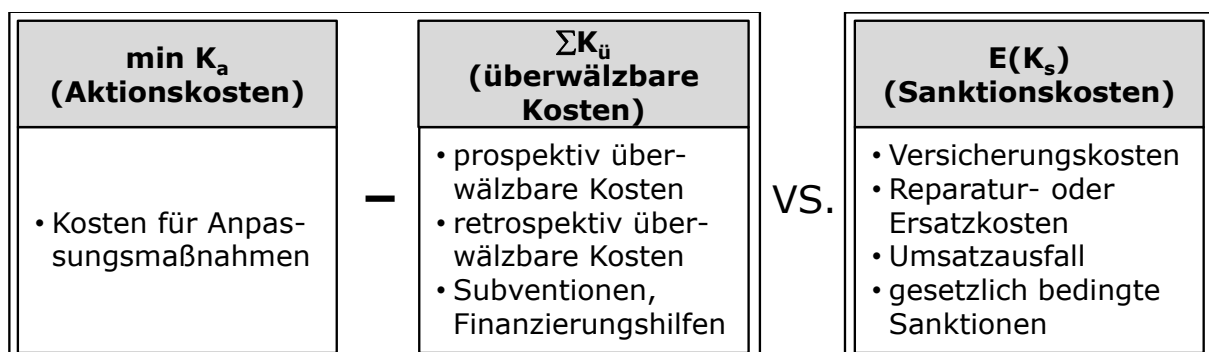 min Ka
(Aktionskosten)
• Kosten für Anpas-
sungsmaßnahmen
–
ΣKü
(überwälzbare
Kosten)
• prospektiv über-
wälzbare Kosten
• retrospektiv über-
wälzbare Kosten
• Subventionen,
Finanzierungshilfen
VS.
E(Ks)
(Sanktionskosten)
• Versicherungskosten
• Reparatur- oder
Ersatzkosten
• Umsatzausfall
• gesetzlich bedingte
Sanktionen